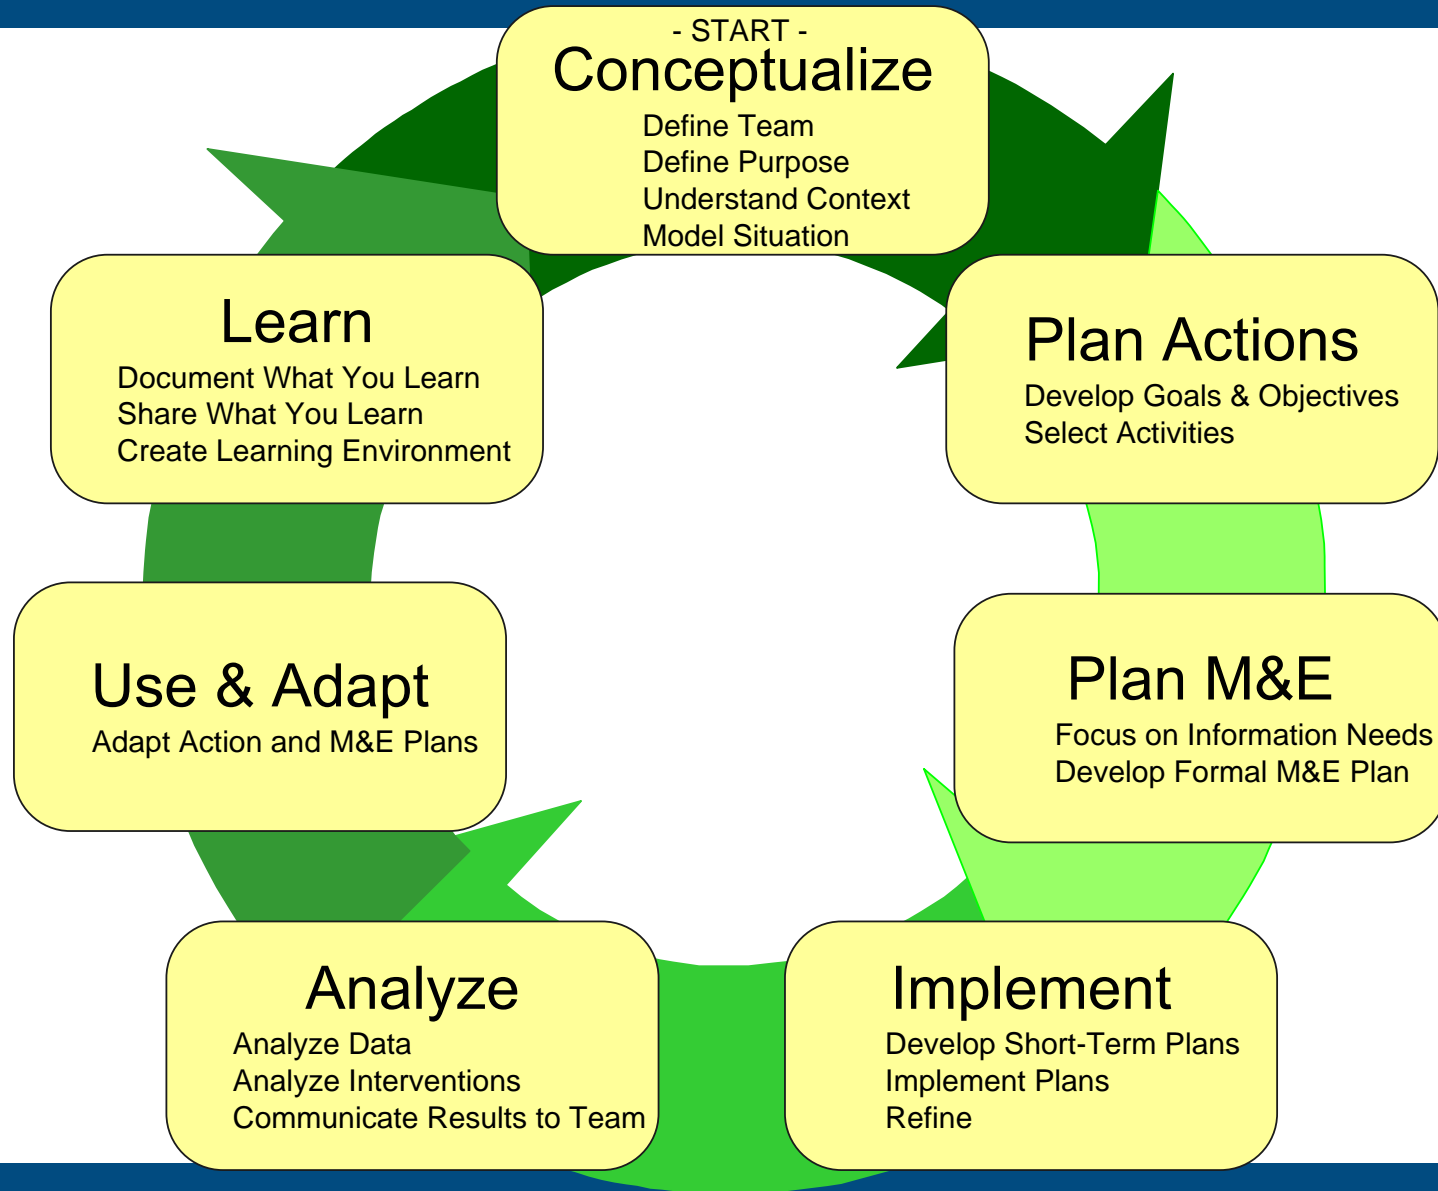 - START -
Conceptualize
Define Team
Define Purpose
Understand Context
Model Situation
Plan Actions
Develop Goals & Objectives
Select Activities
Plan M&E
Focus on Information Needs
Develop Formal M&E Plan
Implement
Develop Short-Term Plans
Implement Plans
Refine
Analyze
Analyze Data
Analyze Interventions
Communicate Results to Team
Use & Adapt
Adapt Action and M&E Plans
Learn
Document What You Learn
Share What You Learn
Create Learning Environment